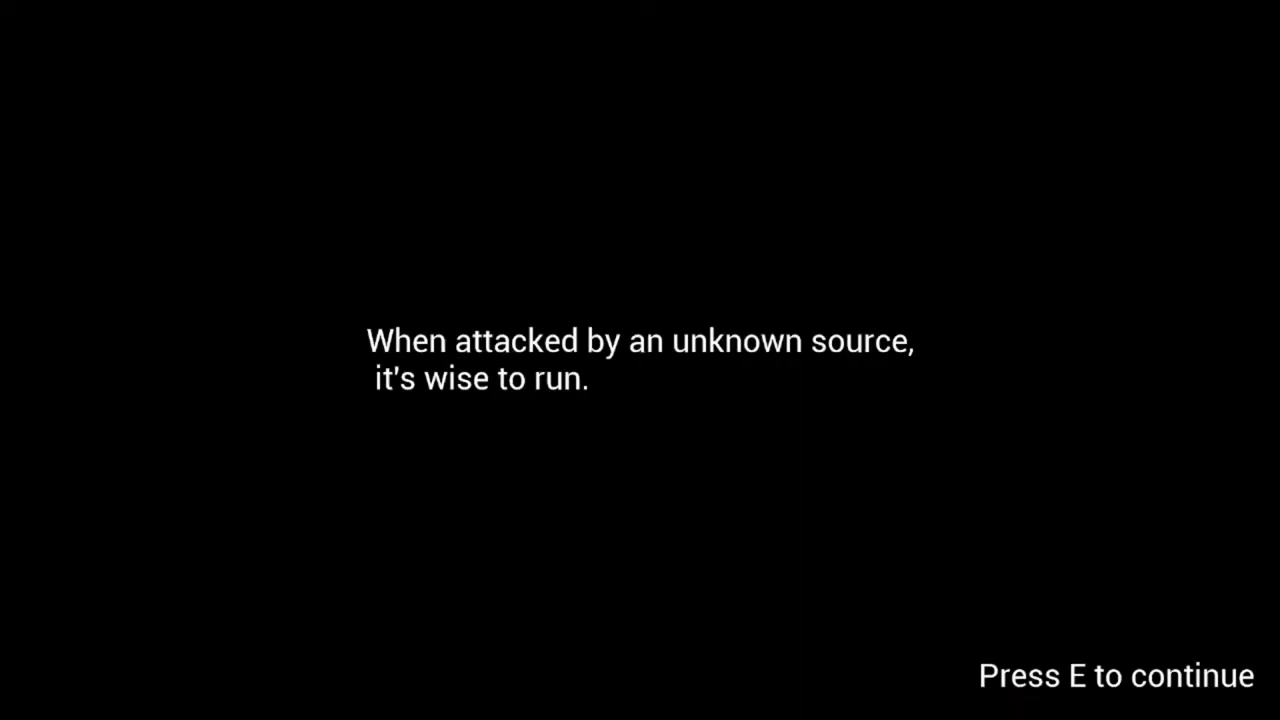 When attacked by an unknown source,
it's wise to run.
Press E to continue